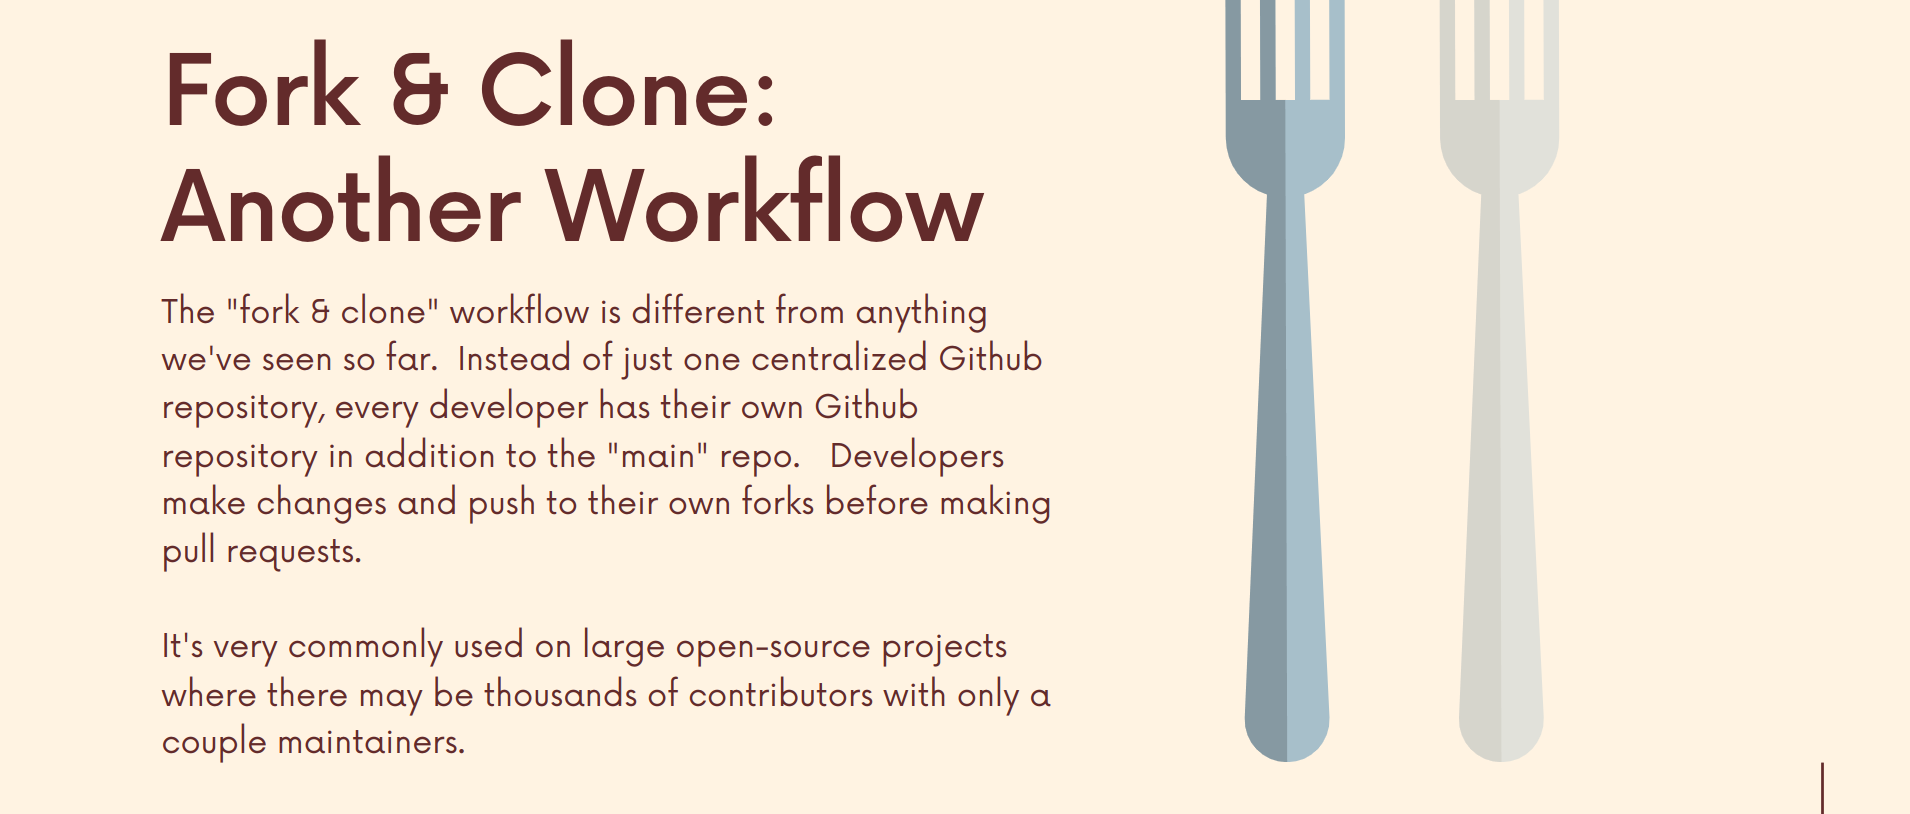 Fork & Clone:
Another Workflow
The "fork & clone" workflow is different from anything
we've seen so far.  Instead of just one centralized Github
repository, every developer has their own Github
repository in addition to the "main" repo.   Developers
make changes and push to their own forks before making
pull requests.
It's very commonly used on large open-source projects
where there may be thousands of contributors with only a
couple maintainers.